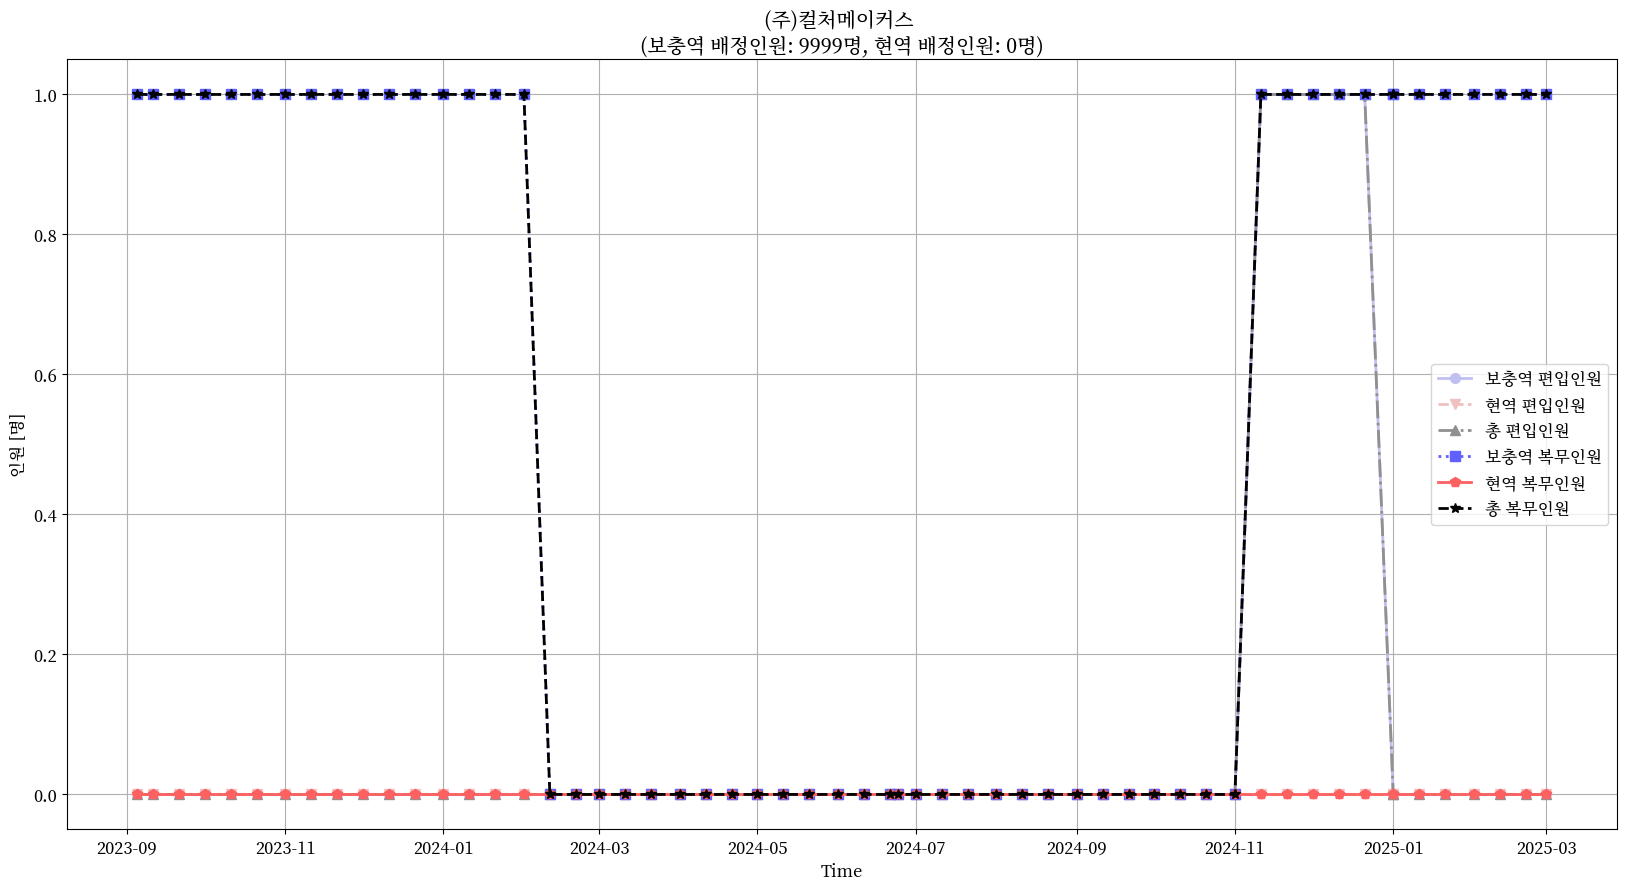 (주)컬처메이커스
(보충역 배정인원: 9999명, 현역 배정인원: 0명)
인원 [명]
1.0
0.8
0.6
0.4
0.2
0.0
보충역 편입인원
현역 편입인원
총 편입인원
보충역 복무인원
현역 복무인원
총 복무인원
2023-09
2023-11
2024-01
2024-03
2024-05
2024-07
2024-09
2024-11
2025-01
2025-03
Time